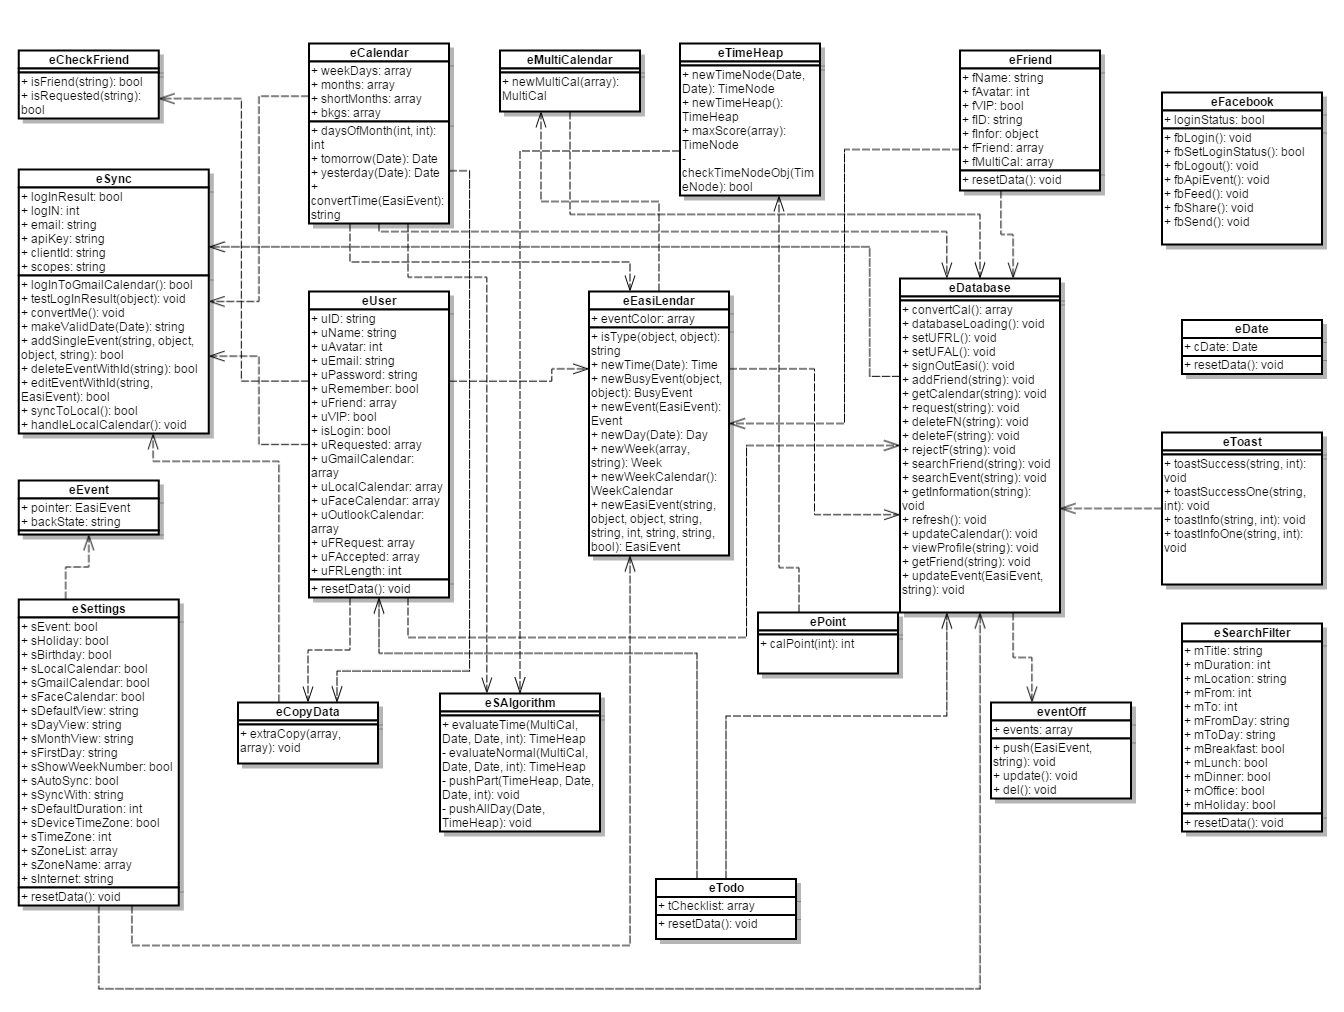 eCheckFriend
+ isFriend(string): bool
+ isRequested(string):
bool
eCalendar
+ weekDays: array
+ months: array
+ shortMonths: array
+ bkgs: array
+ daysOfMonth(int, int):
int
+ tomorrow(Date): Date
+ yesterday(Date): Date
+
convertTime(EasiEvent):
string
eMultiCalendar
+ newMultiCal(array):
MultiCal
eTimeHeap
+ newTimeNode(Date,
Date): TimeNode
+ newTimeHeap():
TimeHeap
+ maxScore(array):
TimeNode
-
checkTimeNodeObj(Tim
eNode): bool
eFriend
+ fName: string
+ fAvatar: int
+ fVIP: bool
+ fID: string
+ fInfor: object
+ fFriend: array
+ fMultiCal: array
+ resetData(): void
eFacebook
+ loginStatus: bool
+ fbLogin(): void
+ fbSetLoginStatus(): bool
+ fbLogout(): void
+ fbApiEvent(): void
+ fbFeed(): void
+ fbShare(): void
+ fbSend(): void
eSync
+ logInResult: bool
+ logIN: int
+ email: string
+ apiKey: string
+ clientId: string
+ scopes: string
+ logInToGmailCalendar(): bool
+ testLogInResult(object): void
+ convertMe(): void
+ makeValidDate(Date): string
+ addSingleEvent(string, object,
object, string): bool
+ deleteEventWithId(string): bool
+ editEventWithId(string,
EasiEvent): bool
+ syncToLocal(): bool
+ handleLocalCalendar(): void
eUser
+ uID: string
+ uName: string
+ uAvatar: int
+ uEmail: string
+ uPassword: string
+ uRemember: bool
+ uFriend: array
+ uVIP: bool
+ isLogin: bool
+ uRequested: array
+ uGmailCalendar:
array
+ uLocalCalendar: array
+ uFaceCalendar: array
+ uOutlookCalendar:
array
+ uFRequest: array
+ uFAccepted: array
+ uFRLength: int
+ resetData(): void
eEasiLendar
+ eventColor: array
+ isType(object, object):
string
+ newTime(Date): Time
+ newBusyEvent(object,
object): BusyEvent
+ newEvent(EasiEvent):
Event
+ newDay(Date): Day
+ newWeek(array,
string): Week
+ newWeekCalendar():
WeekCalendar
+ newEasiEvent(string,
object, object, string,
string, int, string, string,
bool): EasiEvent
eDatabase
+ convertCal(): array
+ databaseLoading(): void
+ setUFRL(): void
+ setUFAL(): void
+ signOutEasi(): void
+ addFriend(string): void
+ getCalendar(string): void
+ request(string): void
+ deleteFN(string): void
+ deleteF(string): void
+ rejectF(string): void
+ searchFriend(string): void
+ searchEvent(string): void
+ getInformation(string):
void
+ refresh(): void
+ updateCalendar(): void
+ viewProfile(string): void
+ getFriend(string): void
+ updateEvent(EasiEvent,
string): void
eDate
+ cDate: Date
+ resetData(): void
eToast
+ toastSuccess(string, int):
void
+ toastSuccessOne(string,
int): void
+ toastInfo(string, int): void
+ toastInfoOne(string, int):
void
eEvent
+ pointer: EasiEvent
+ backState: string
eSettings
+ sEvent: bool
+ sHoliday: bool
+ sBirthday: bool
+ sLocalCalendar: bool
+ sGmailCalendar: bool
+ sFaceCalendar: bool
+ sDefaultView: string
+ sDayView: string
+ sMonthView: string
+ sFirstDay: string
+ sShowWeekNumber: bool
+ sAutoSync: bool
+ sSyncWith: string
+ sDefaultDuration: int
+ sDeviceTimeZone: bool
+ sTimeZone: int
+ sZoneList: array
+ sZoneName: array
+ sInternet: string
+ resetData(): void
ePoint
+ calPoint(int): int
eSearchFilter
+ mTitle: string
+ mDuration: int
+ mLocation: string
+ mFrom: int
+ mTo: int
+ mFromDay: string
+ mToDay: string
+ mBreakfast: bool
+ mLunch: bool
+ mDinner: bool
+ mOffice: bool
+ mHoliday: bool
+ resetData(): void
eCopyData
+ extraCopy(array,
array): void
eSAlgorithm
+ evaluateTime(MultiCal,
Date, Date, int): TimeHeap
- evaluateNormal(MultiCal,
Date, Date, int): TimeHeap
- pushPart(TimeHeap, Date,
Date, int): void
- pushAllDay(Date,
TimeHeap): void
eventOff
+ events: array
+ push(EasiEvent,
string): void
+ update(): void
+ del(): void
eTodo
+ tChecklist: array
+ resetData(): void